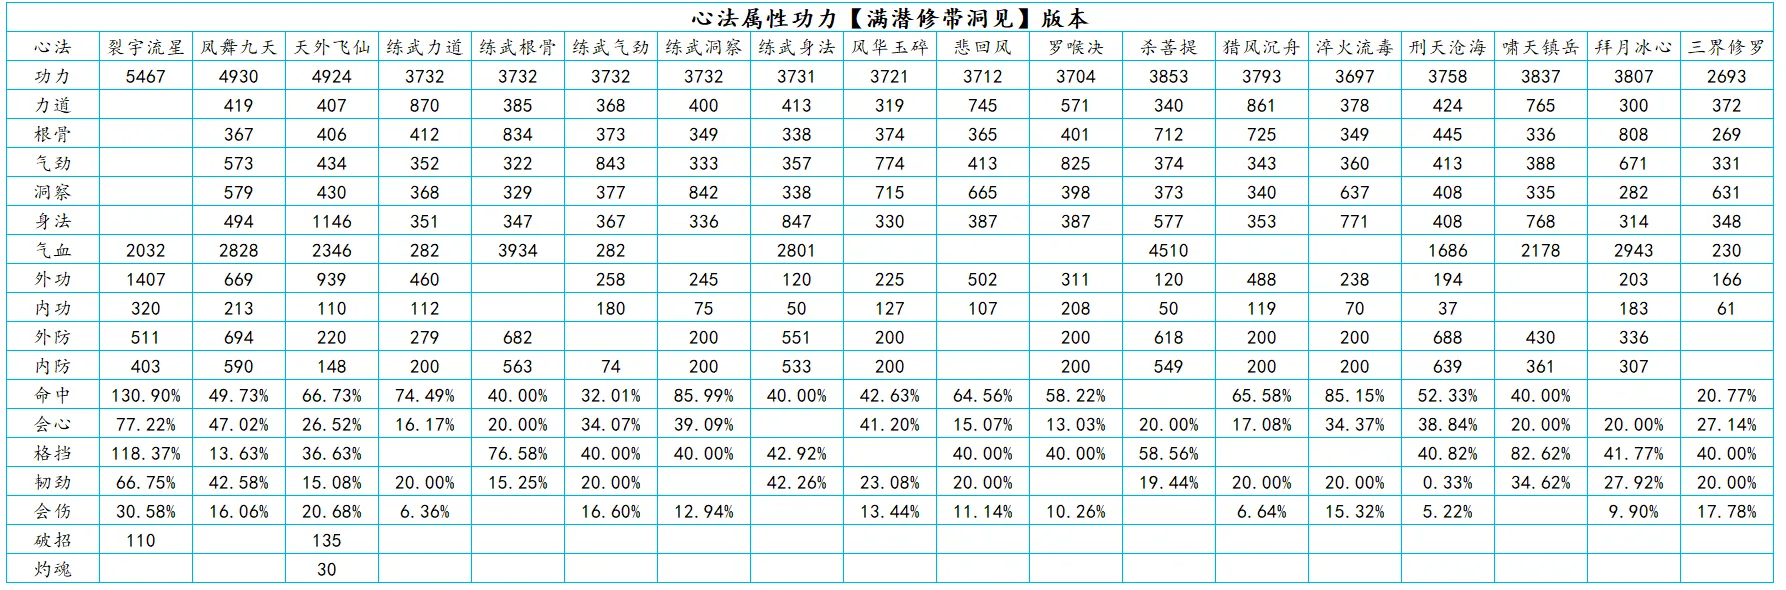 心法属性功力【满潜修带洞见】版本
心法 裂宇流星 凤舞九天 天外飞仙 练武力道 练武根骨 练武气劲 练武洞察 练武身法 风华玉碎 悲回风 罗喉决 杀菩提 猎风沉舟 淬火流毒 刑天沧海 啸天镇岳 拜月冰心 三界修罗
功力 5467 4930 4924 3732 3732 3732 3732 3731 3721 3712 3704 3853 3793 3697 3758 3837 3807 2693
力道 419 407 870 385 368 400 413 319 745 571 340 861 378 424 765 300 372
根骨 367 406 412 834 373 349 338 374 365 401 712 725 349 445 336 808 269
气劲 573 434 352 322 843 333 357 774 413 825 374 343 360 413 388 671 331
洞察 579 430 368 329 377 842 338 715 665 398 373 340 637 408 335 282 631
身法 494 1146 351 347 367 336 847 330 387 387 577 353 771 408 768 314 348
气血 2032 2828 2346 282 3934 282 2801 4510 1686 2178 2943 230
外功 1407 669 939 460 258 245 120 225 502 311 120 488 238 194 203 166
内功 320 213 110 112 180 75 50 127 107 208 50 119 70 37 183 61
外防 511 694 220 279 682 200 551 200 200 618 200 200 688 430 336
内防 403 590 148 200 563 74 200 533 200 200 549 200 200 639 361 307
命中 130.90% 49.73% 66.73% 74.49% 40.00% 32.01% 85.99% 40.00% 42.63% 64.56% 58.22% 65.58% 85.15% 52.33% 40.00% 20.77%
会心 77.22% 47.02% 26.52% 16.17% 20.00% 34.07% 39.09% 41.20% 15.07% 13.03% 20.00% 17.08% 34.37% 38.84% 20.00% 20.00% 27.14%
格挡 118.37% 13.63% 36.63% 76.58% 40.00% 40.00% 42.92% 40.00% 40.00% 58.56% 40.82% 82.62% 41.77% 40.00%
韧劲 66.75% 42.58% 15.08% 20.00% 15.25% 20.00% 42.26% 23.08% 20.00% 19.44% 20.00% 20.00% 0.33% 34.62% 27.92% 20.00%
会伤 30.58% 16.06% 20.68% 6.36% 16.60% 12.94% 13.44% 11.14% 10.26% 6.64% 15.32% 5.22% 9.90% 17.78%
破招 110 135
灼魂 30